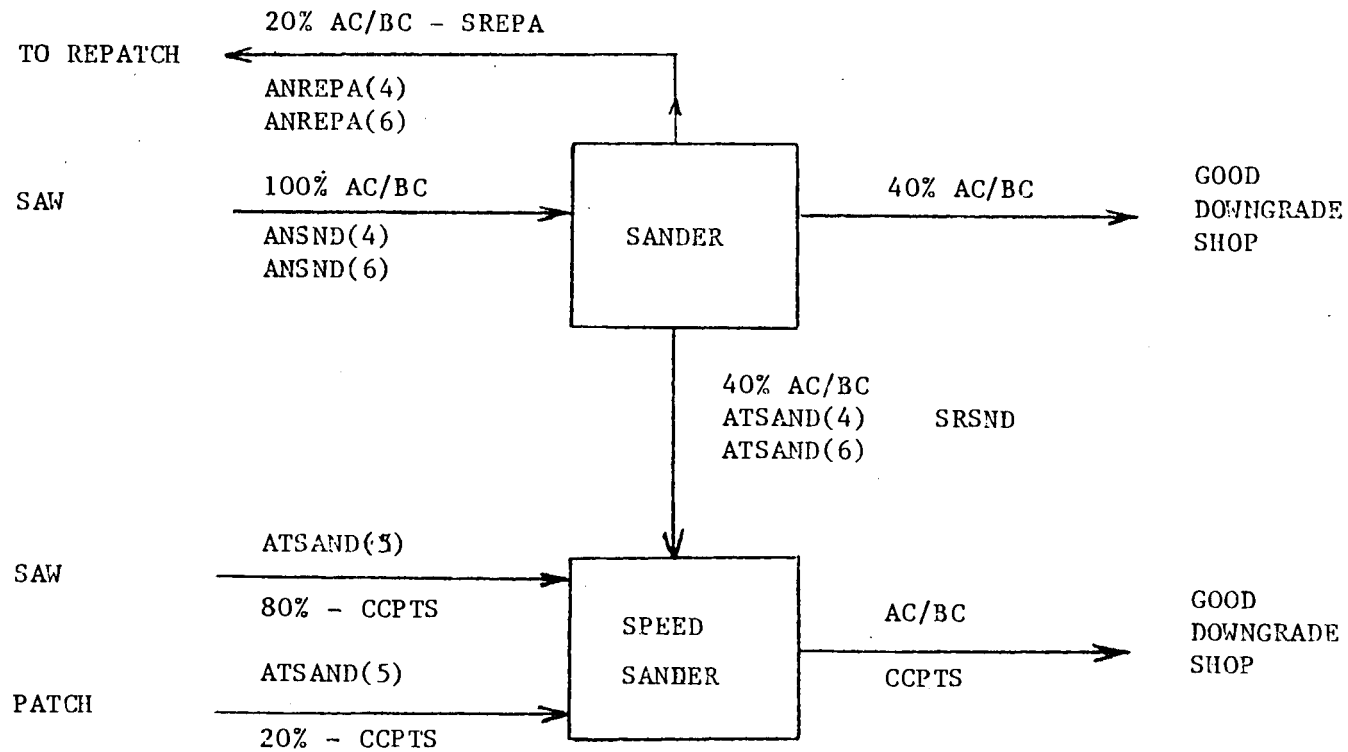 20% AC/BC - SREPA
TO REPATCH
ANREPA(4)
ANREPA(6)
SAW
100% AC/BC
ANSND(4)
ANSND(6)
SANDER
40% AC/BC
GOOD
DOWNGRADE
SHOP
40% AC/BC
ATSAND(4) SRSND
ATSAND(6)
SAW
ATSAND(5)
80% - CCPTS
PATCH
ATSAND(5)
20% - CCPTS
SPEED
SANDER
AC/BC
CCPTS
GOOD
DOWNGRADE
SHOP